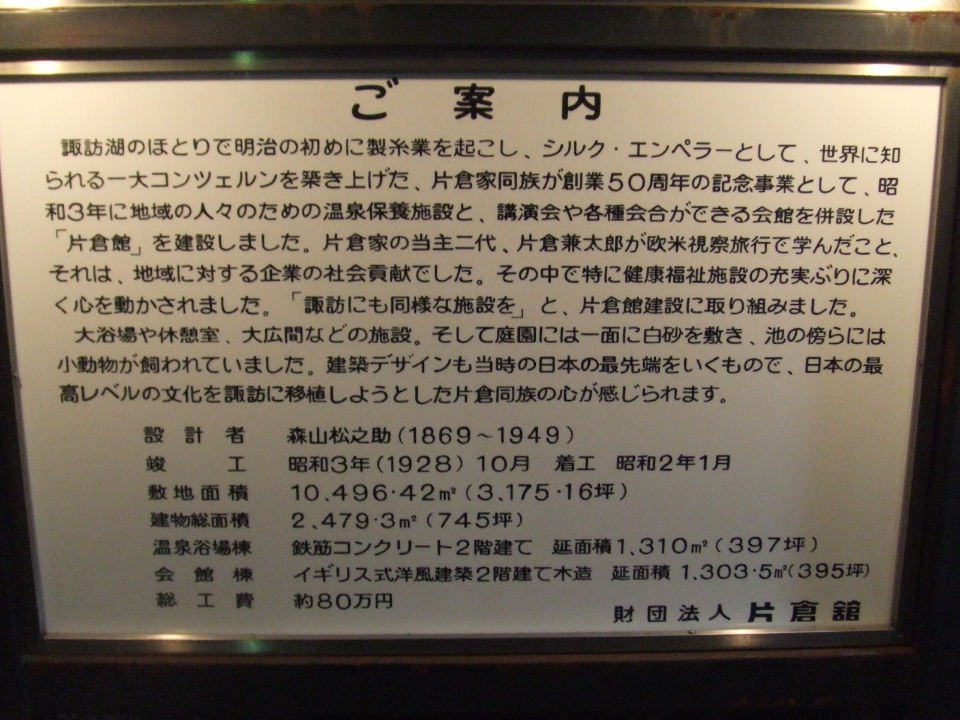 ご案内
諏訪湖のほとりで明治の初めに製糸業を起こし、シルク・エンペラーとして、世界に知
られる一大コンツェルンを築き上げた、片倉家同族が創業50周年の記念事業として、昭
和3年に地域の人々のための温泉保養施設と、講演会や各種会合ができる会館を併設した
「片倉館」を建設しました。片倉家の当主二代、片倉兼太郎が欧米視察旅行で学んだこと、
それは、地域に対する企業の社会貢献でした。その中で特に健康福祉施設の充実ぶりに深
く心を動かされました。「諏訪にも同様な施設を」と、片倉館建設に取り組みました。
大浴場や休憩室、大広間などの施設。そして庭園には一面に白砂を敷き、池の傍らには
小動物が飼われていました。建築デザインも当時の日本の最先端をいくもので、日本の最
高レベルの文化を諏訪に移植しようとした片倉同族の心が感じられます。
設計者 森山松之助(1869～1949)
竣工 昭和3年(1928)10月 着工 昭和2年1月
敷地面積 10、496・42㎡(3、175・16坪)
建物総面積 2、479・3㎡(745坪)
温泉浴場棟 鉄筋コンクリート2階建て 延面積1、310㎡(397坪)
会館棟 イギリス式洋風建築2階建て木造 延面積 1、303・5㎡(395坪)
総工費 約80万円
財団法人 片倉舘